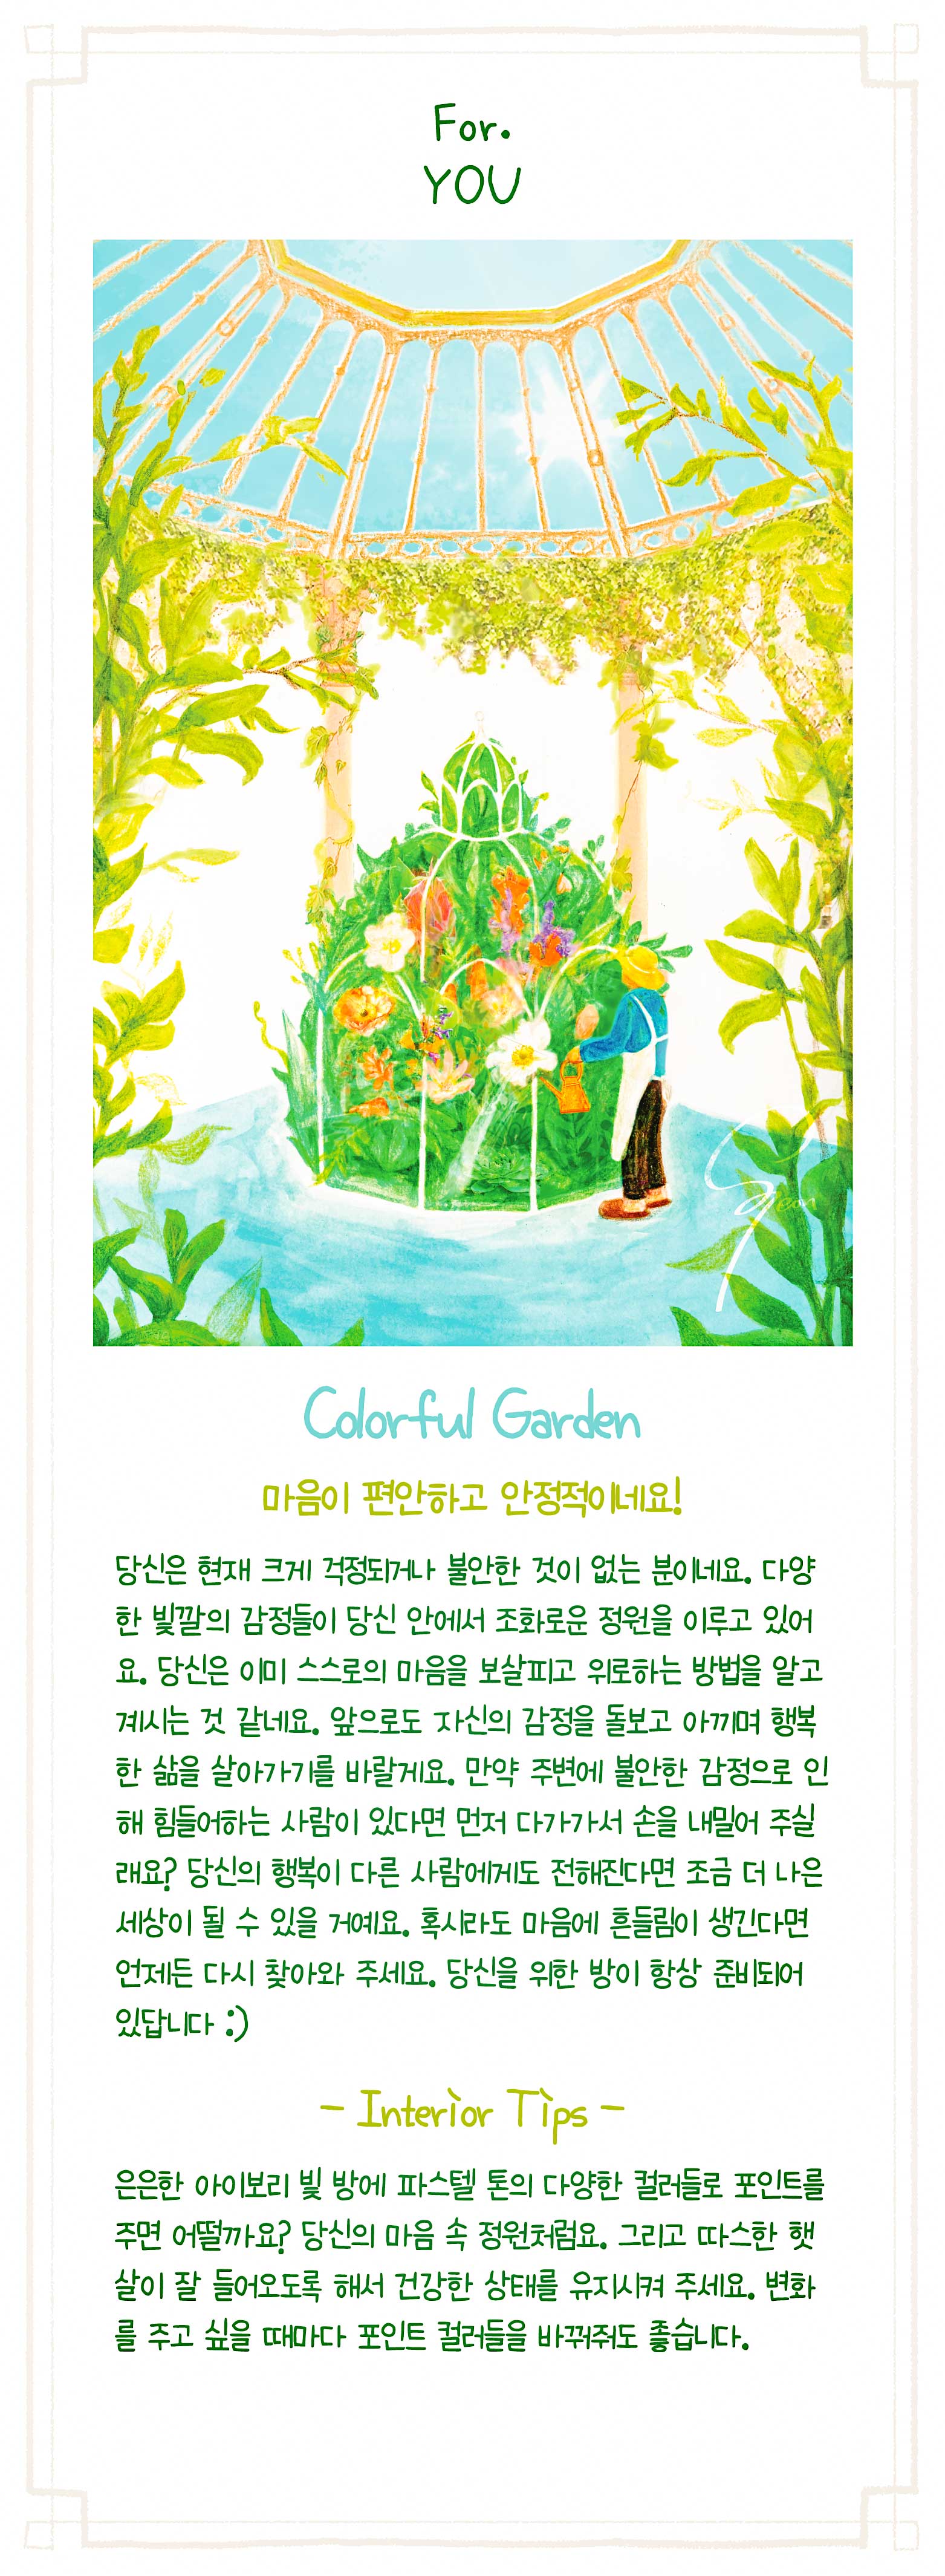 For.
YOU
Colorful Garden
마음이 편안하고 안정적이네요!
당신은 현재 크게 걱정되거나 불안한 것이 없는 분이네요. 다양
한 빛깔의 감정들이 당신 안에서 조화로운 정원을 이루고 있어
요. 당신은 이미 스스로의 마음을 보살피고 위로하는 방법을 알고
계시는 것 같네요. 앞으로도 자신의 감정을 돌보고 아끼며 행복
한 삶을 살아가기를 바랄게요. 만약 주변에 불안한 감정으로 인
해 힘들어하는 사람이 있다면 먼저 다가가서 손을 내밀어 주실
래요? 당신의 행복이 다른 사람에게도 전해진다면 조금 더 나은
세상이 될 수 있을 거예요. 혹시라도 마음에 흔들림이 생긴다면
언제든 다시 찾아와 주세요. 당신을 위한 방이 항상 준비되어
있답니다 :)
- Interior Tips -
은은한 아이보리 빛 방에 파스텔 톤의 다양한 컬러들로 포인트를
주면 어떨까요? 당신의 마음 속 정원처럼요. 그리고 따스한 햇
살이 잘 들어오도록 해서 건강한 상태를 유지시켜 주세요. 변화
를 주고 싶을 때마다 포인트 컬러들을 바꿔줘도 좋습니다.